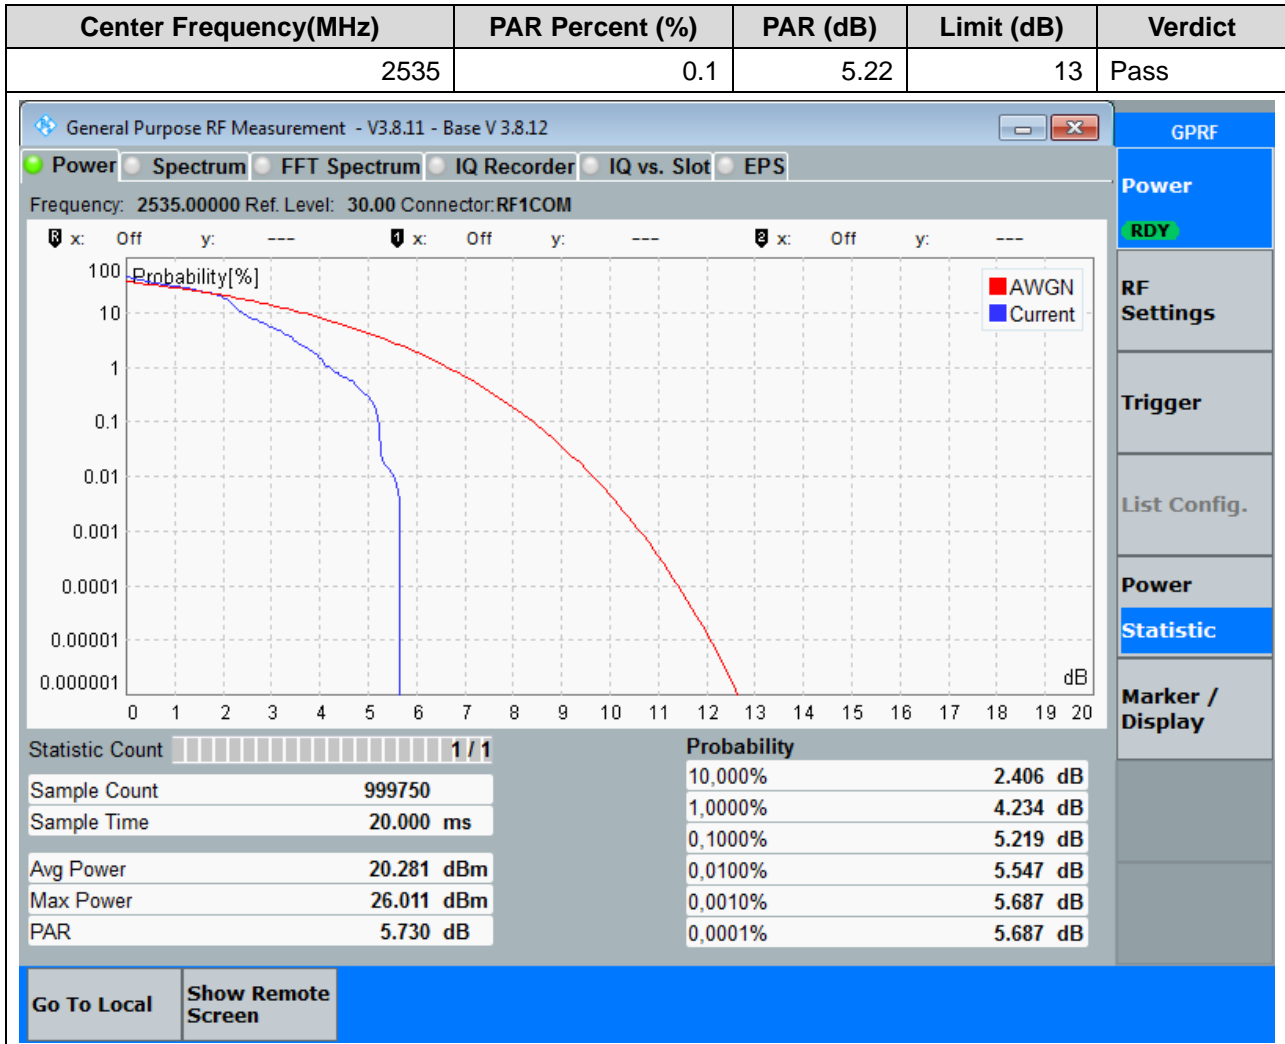 Center Frequency(MHz) PAR Percent (%) PAR (dB) Limit (dB) Verdict
2535 0.1 5.22 13 Pass
General Purpose RF Measurement - V3.8.11 - Base V 3.8.12
GPRF
Power Spectrum FFT Spectrum IQ Recorder IQ vs. Slot EPS
Frequency: 2535.00000 Ref. Level: 30.00 Connector:RF1COM
R x: Off y: --- 1 x: Off y: --- 2 x: Off y: ---
Probability[%]
100
10
1
0.1
0.01
0.001
0.0001
0.00001
0.000001
AWGN
Current
dB
0 1 2 3 4 5 6 7 8 9 10 11 12 13 14 15 16 17 18 19 20
Statistic Count 1 / 1
Sample Count 999750
Sample Time 20.000 ms
Avg Power 20.281 dBm
Max Power 26.011 dBm
PAR 5.730 dB
Probability
10,000% 2.406 dB
1,0000% 4.234 dB
0,1000% 5.219 dB
0,0100% 5.547 dB
0,0010% 5.687 dB
0,0001% 5.687 dB
Power
RDY
RF
Settings
Trigger
List Config.
Power
Statistic
Marker /
Display
Go To Local
Show Remote
Screen